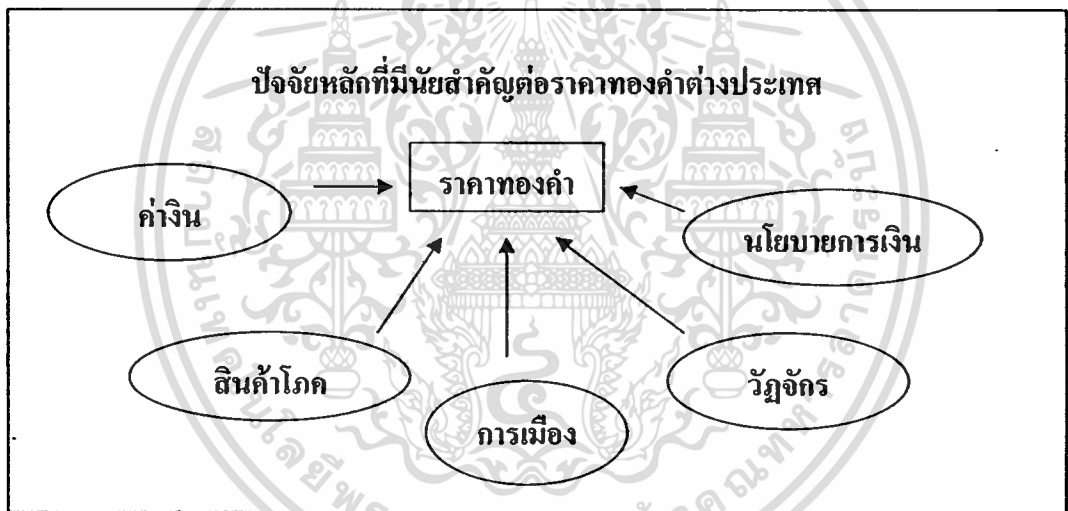 ปัจจัยหลักที่มีนัยสำคัญต่อราคาทองคำต่างประเทศ
ราคาทองคำ
ค่างิน
นโยบายการเงิน
สินค้าโภค
วัฏจักร
การเมือง